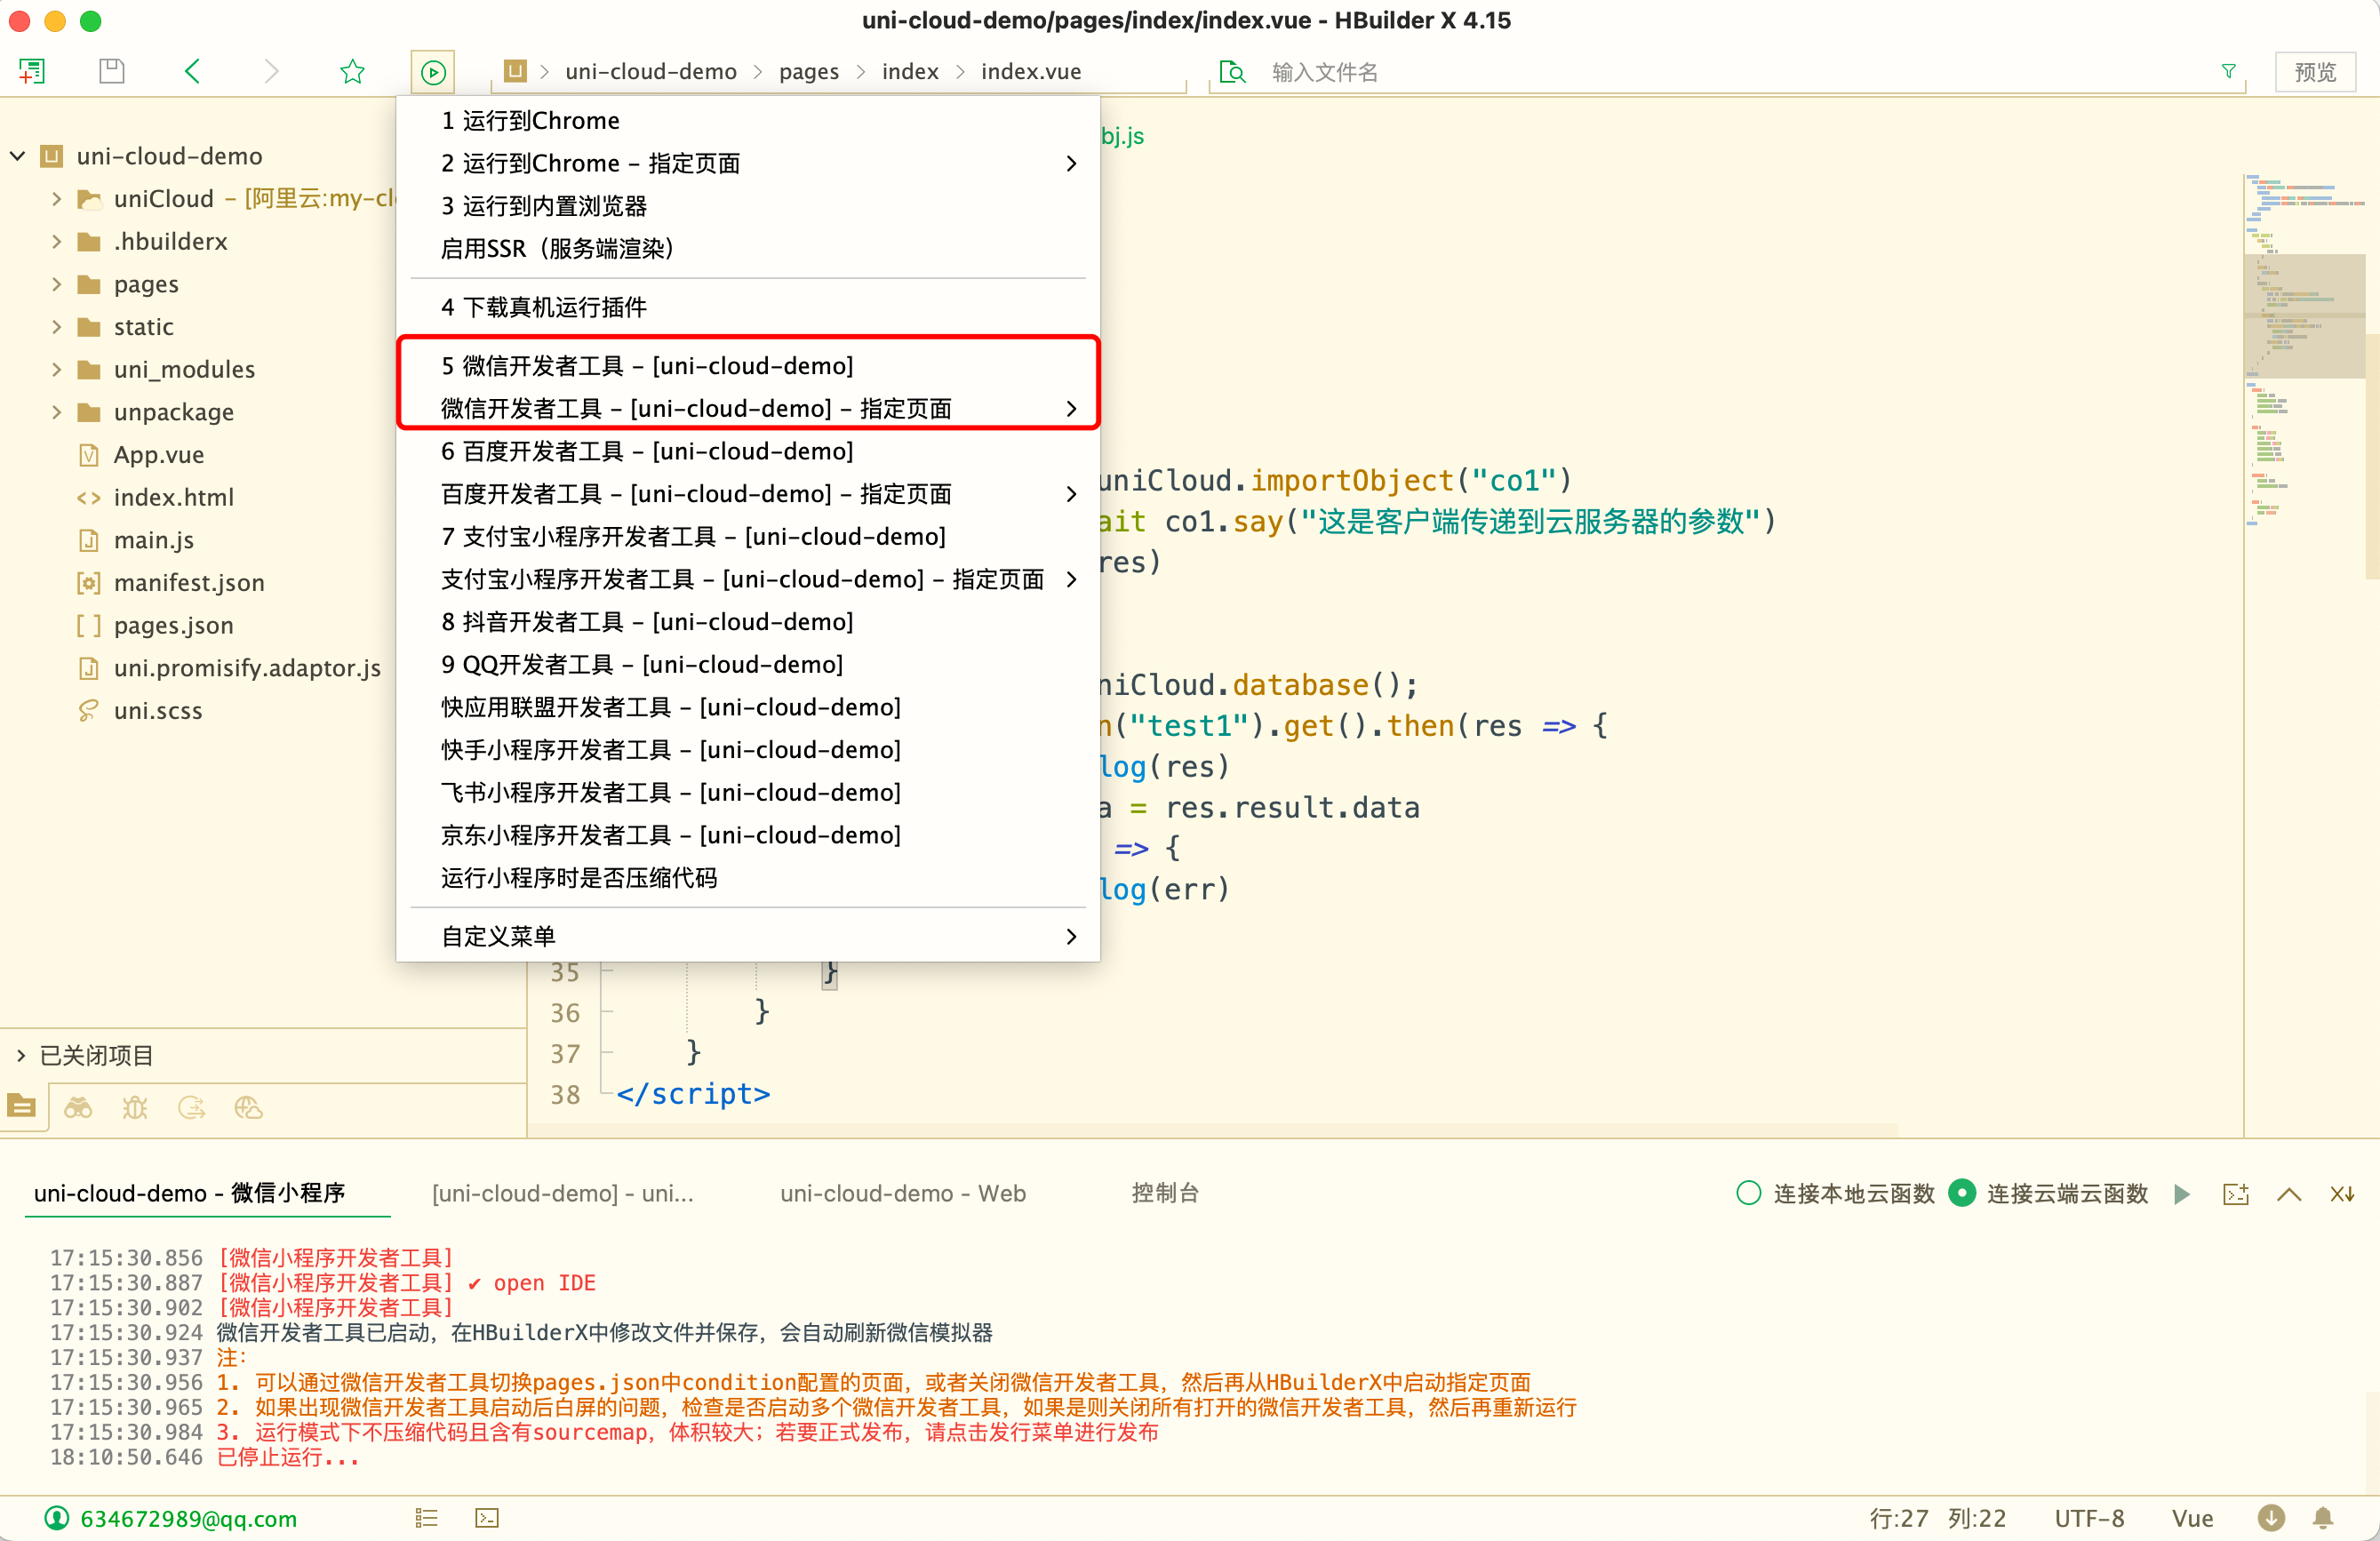 uni-cloud-demo/pages/index/index.vue - HBuilder X 4.15
uni-cloud-demo > pages > index > index.vue
输入文件名
预览
1 运行到Chrome
2 运行到Chrome - 指定页面
3 运行到内置浏览器
启用SSR（服务端渲染）
4 下载真机运行插件
5 微信开发者工具 - [uni-cloud-demo]
微信开发者工具 - [uni-cloud-demo] - 指定页面
6 百度开发者工具 - [uni-cloud-demo]
百度开发者工具 - [uni-cloud-demo] - 指定页面
7 支付宝小程序开发者工具 - [uni-cloud-demo]
支付宝小程序开发者工具 - [uni-cloud-demo] - 指定页面
8 抖音开发者工具 - [uni-cloud-demo]
9 QQ开发者工具 - [uni-cloud-demo]
快应用联盟开发者工具 - [uni-cloud-demo]
快手小程序开发者工具 - [uni-cloud-demo]
飞书小程序开发者工具 - [uni-cloud-demo]
京东小程序开发者工具 - [uni-cloud-demo]
运行小程序时是否压缩代码
自定义菜单
uni-cloud-demo
uniCloud - [阿里云:my-cl
.hbuilderx
pages
static
uni_modules
unpackage
App.vue
index.html
main.js
manifest.json
pages.json
uni.promisify.adaptor.js
uni.scss
已关闭项目
bj.js
uniCloud.importObject("co1")
ait co1.say("这是客户端传递到云服务器的参数")
res)
niCloud.database();
n("test1").get().then(res => {
log(res)
a = res.result.data
=> {
log(err)
35 }
36 }
37 }
38 </script>
uni-cloud-demo - 微信小程序
[uni-cloud-demo] - uni...
uni-cloud-demo - Web
控制台
连接本地云函数
连接云端云函数
17:15:30.856 [微信小程序开发者工具]
17:15:30.887 [微信小程序开发者工具] ✔ open IDE
17:15:30.902 [微信小程序开发者工具]
17:15:30.924 微信开发者工具已启动，在HBuilderX中修改文件并保存，会自动刷新微信模拟器
17:15:30.937 注：
17:15:30.956 1. 可以通过微信开发者工具切换pages.json中condition配置的页面，或者关闭微信开发者工具，然后再从HBuilderX中启动指定页面
17:15:30.965 2. 如果出现微信开发者工具启动后白屏的问题，检查是否启动多个微信开发者工具，如果是则关闭所有打开的微信开发者工具，然后再重新运行
17:15:30.984 3. 运行模式下不压缩代码且含有sourcemap，体积较大；若要正式发布，请点击发行菜单进行发布
18:10:50.646 已停止运行...
634672989@qq.com
行:27 列:22
UTF-8
Vue